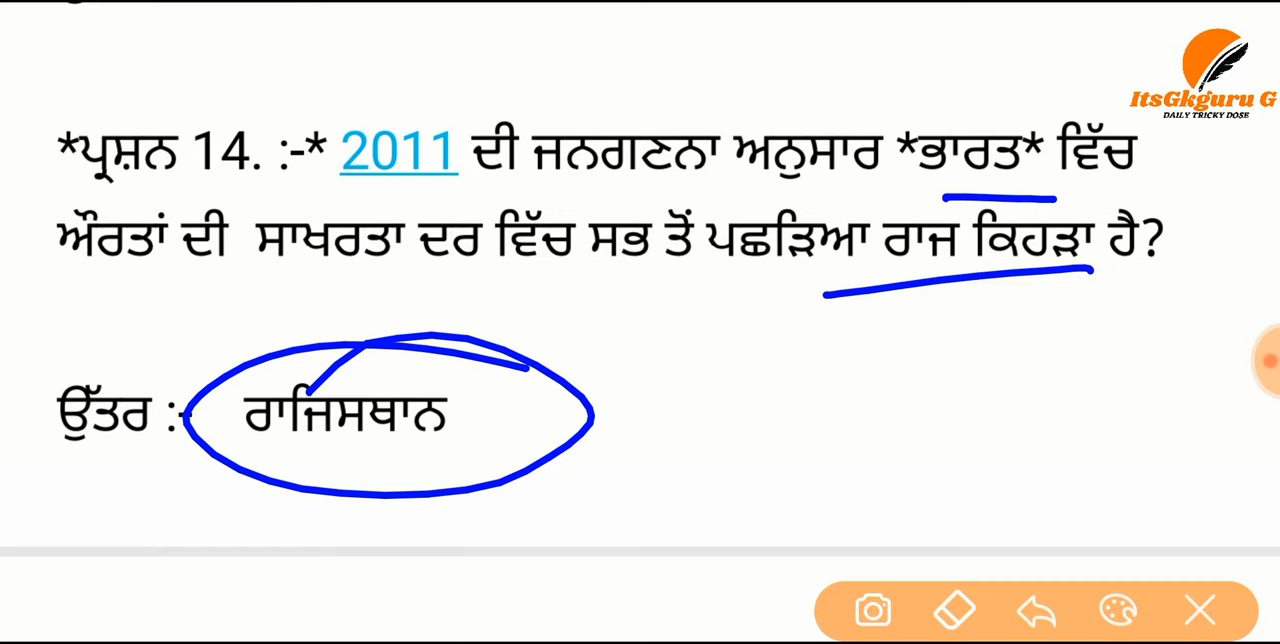 ItsGkguru G
DAILY TRICKY DOSE
*ਪ੍ਰਸ਼ਨ 14. :-* 2011 ਦੀ ਜਨਗਣਨਾ ਅਨੁਸਾਰ *ਭਾਰਤ* ਵਿੱਚ
ਔਰਤਾਂ ਦੀ ਸਾਖਰਤਾ ਦਰ ਵਿੱਚ ਸਭ ਤੋਂ ਪਛੜਿਆ ਰਾਜ ਕਿਹੜਾ ਹੈ?
ਉੱਤਰ :- ਰਾਜਿਸਥਾਨ